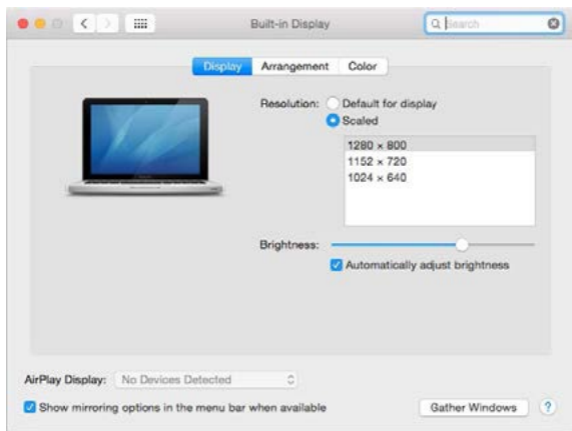 Built-in Display
Search
Display Arrangement Color
Resolution: Default for display
Scaled
1280 × 800
1152 × 720
1024 × 640
Brightness:
Automatically adjust brightness
AirPlay Display: No Devices Detected
Show mirroring options in the menu bar when available
Gather Windows ?